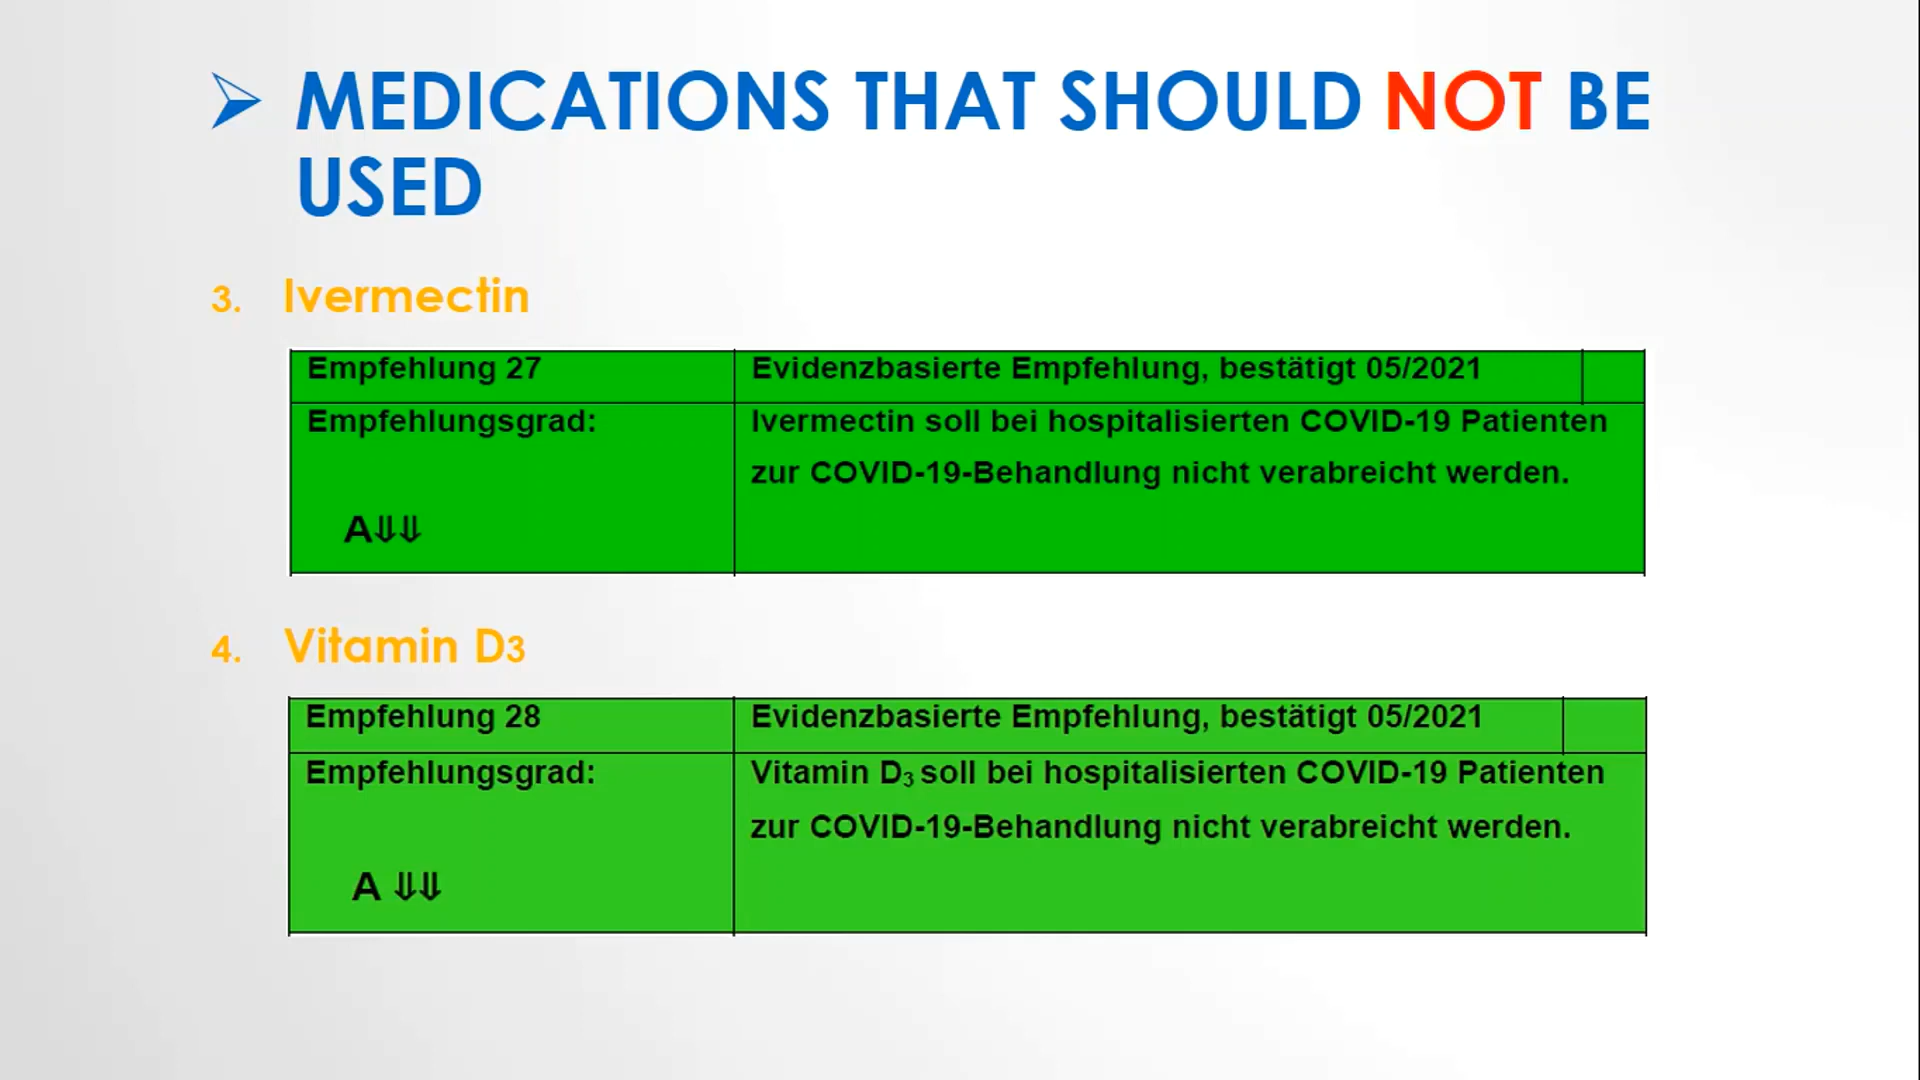 ➢ MEDICATIONS THAT SHOULD NOT BE
USED
3. Ivermectin
Empfehlung 27
Evidenzbasierte Empfehlung, bestätigt 05/2021
Empfehlungsgrad:
A⇓⇓
Ivermectin soll bei hospitalisierten COVID-19 Patienten
zur COVID-19-Behandlung nicht verabreicht werden.
4. Vitamin D3
Empfehlung 28
Evidenzbasierte Empfehlung, bestätigt 05/2021
Empfehlungsgrad:
A ⇓⇓
Vitamin D₃ soll bei hospitalisierten COVID-19 Patienten
zur COVID-19-Behandlung nicht verabreicht werden.